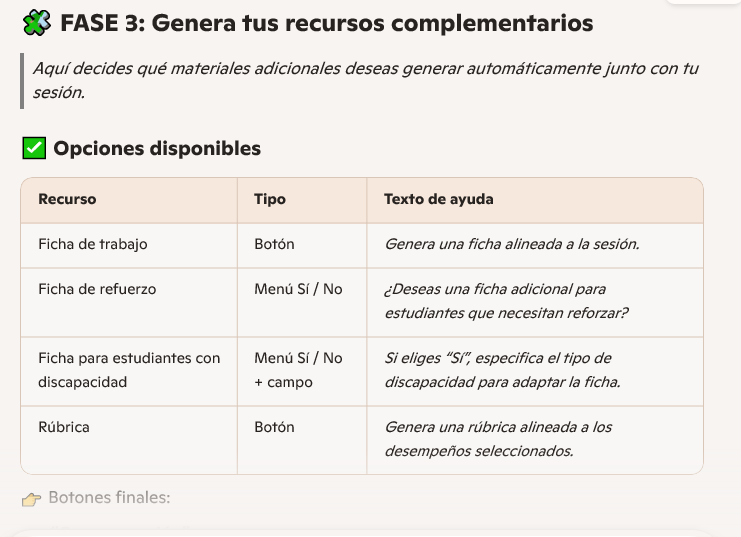 FASE 3: Genera tus recursos complementarios
Aquí decides qué materiales adicionales deseas generar automáticamente junto con tu
sesión.
Opciones disponibles
Recurso Tipo Texto de ayuda
Ficha de trabajo Botón Genera una ficha alineada a la sesión.
Ficha de refuerzo Menú Sí / No ¿Deseas una ficha adicional para
estudiantes que necesitan reforzar?
Ficha para estudiantes con Menú Sí / No Si eliges “Sí”, especifica el tipo de
discapacidad + campo discapacidad para adaptar la ficha.
Rúbrica Botón Genera una rúbrica alineada a los
desempeños seleccionados.
Botones finales: